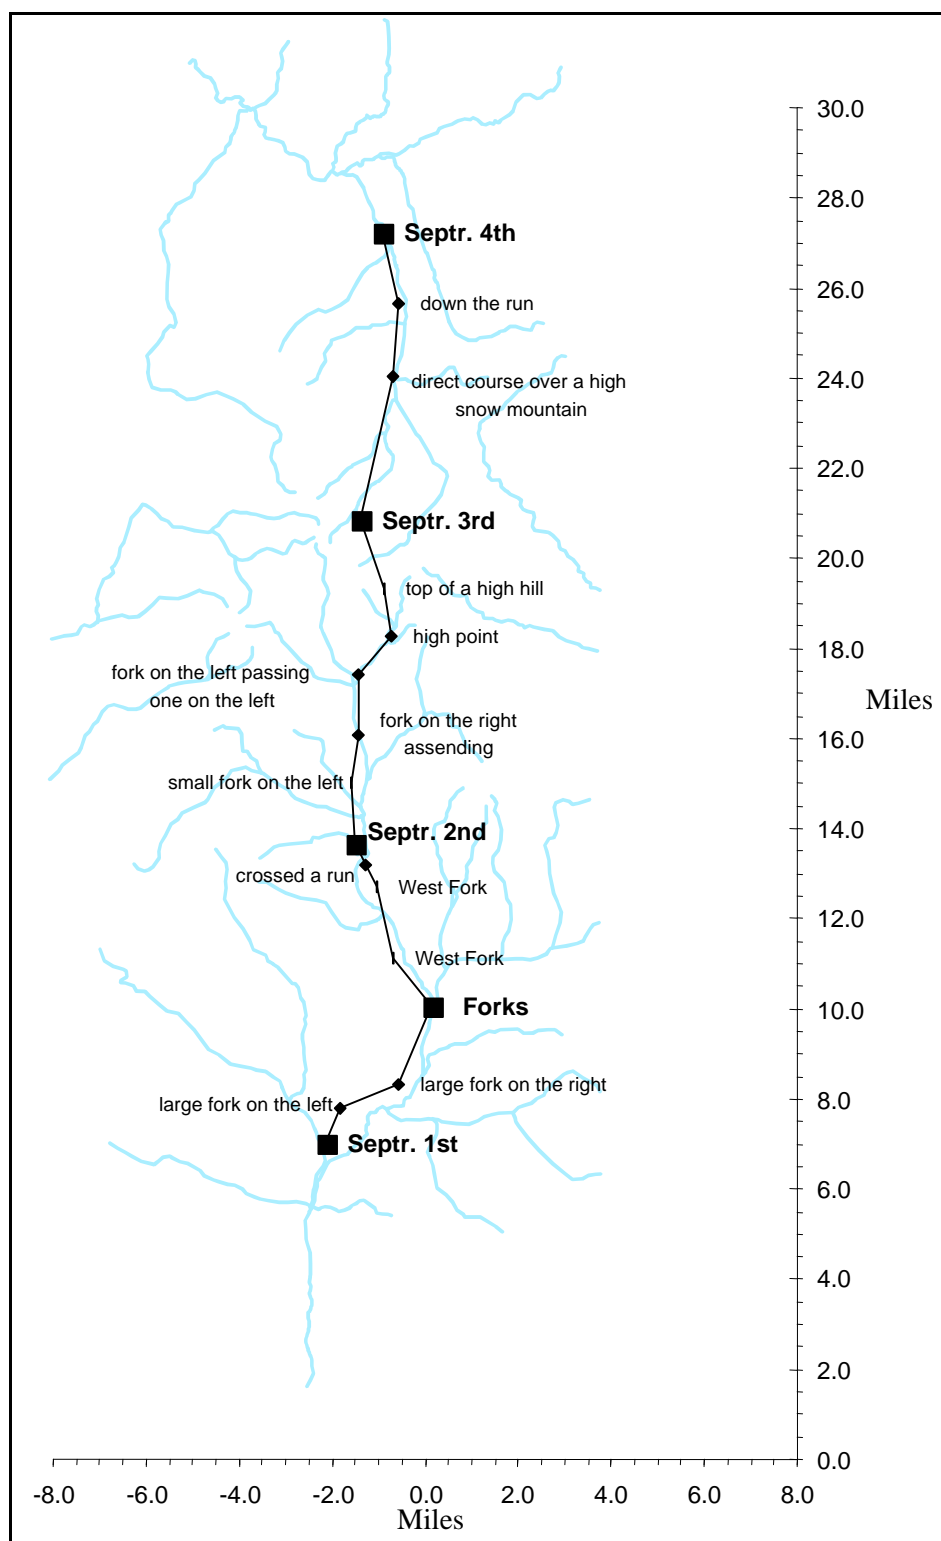 30.0
28.0
Septr. 4th
26.0
down the run
direct course over a high
snow mountain
24.0
22.0
Septr. 3rd
20.0
top of a high hill
high point
18.0
fork on the left passing
one on the left
Miles
fork on the right
assending
16.0
small fork on the left
Septr. 2nd
14.0
crossed a run
West Fork
12.0
West Fork
Forks
10.0
large fork on the right
large fork on the left
8.0
Septr. 1st
6.0
4.0
2.0
0.0
-8.0 -6.0 -4.0 -2.0 0.0 2.0 4.0 6.0 8.0
Miles